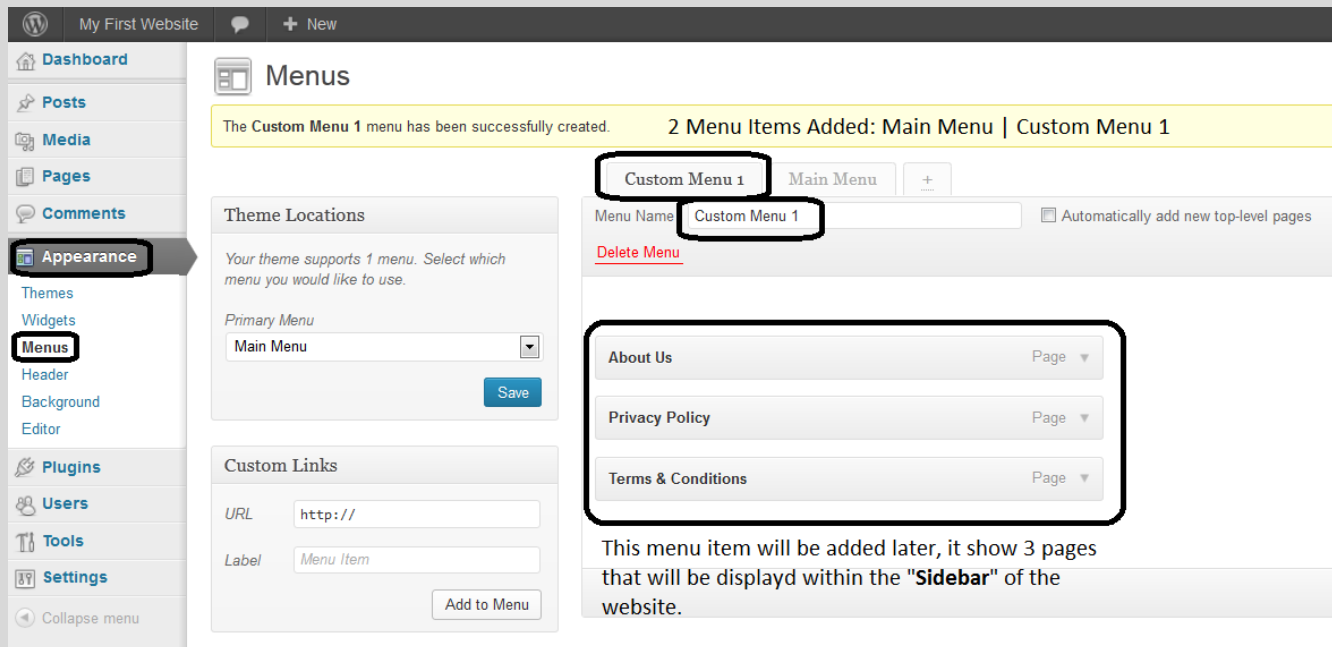 My First Website
+ New
Dashboard
Posts
Media
Pages
Comments
Appearance
Themes
Widgets
Menus
Header
Background
Editor
Plugins
Users
Tools
Settings
Collapse menu
Menus
The Custom Menu 1 menu has been successfully created. 2 Menu Items Added: Main Menu | Custom Menu 1
Theme Locations
Your theme supports 1 menu. Select which
menu you would like to use.
Primary Menu
Main Menu
Save
Custom Links
URL http://
Label Menu Item
Add to Menu
Custom Menu 1 Main Menu +
Menu Name Custom Menu 1 Automatically add new top-level pages
Delete Menu
About Us Page
Privacy Policy Page
Terms & Conditions Page
This menu item will be added later, it show 3 pages
that will be displayd within the "Sidebar" of the
website.